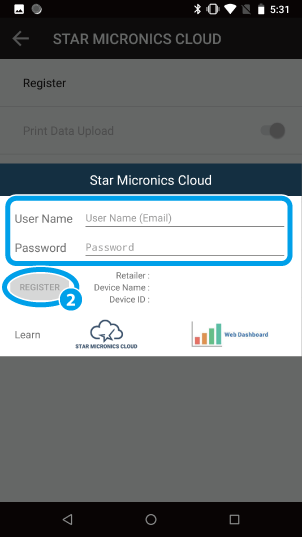 5:31
STAR MICRONICS CLOUD
Register
Print Data Upload
Star Micronics Cloud
User Name User Name (Email)
Password Password
REGISTER
2
Retailer :
Device Name :
Device ID :
Learn
STAR MICRONICS CLOUD
Web Dashboard